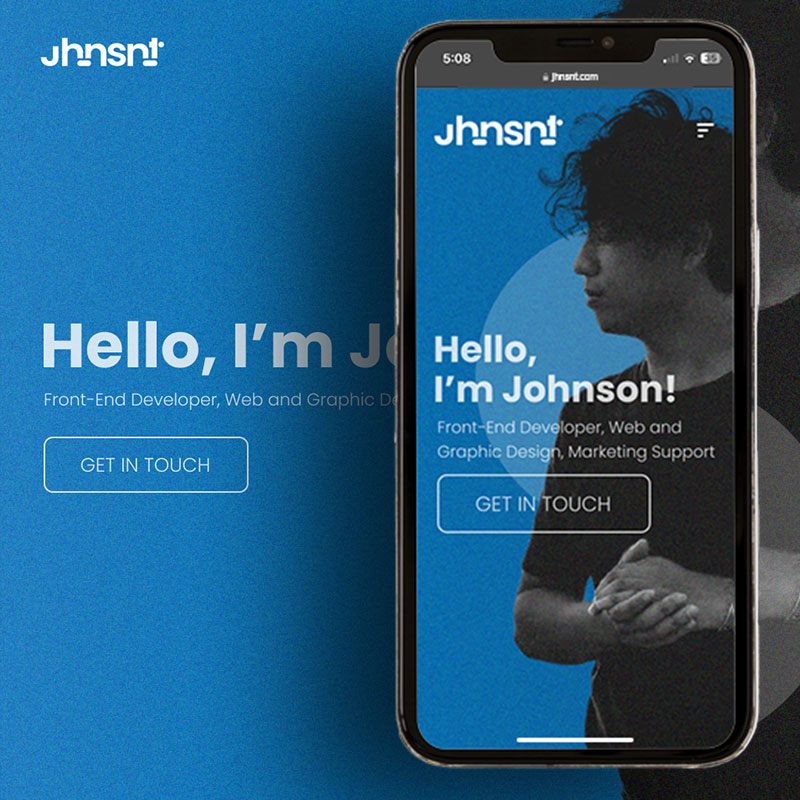 Jhnsnt
Hello, I’m J
Front-End Developer, Web and Graphic D
GET IN TOUCH
5:08
35
jhnsnt.com
Jhnsnt
Hello,
I’m Johnson!
Front-End Developer, Web and
Graphic Design, Marketing Support
GET IN TOUCH